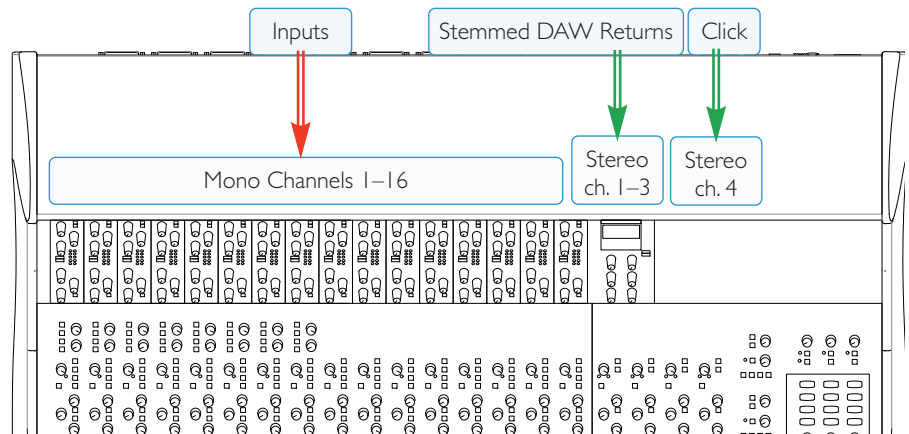 Inputs
Stemmed DAW Returns
Click
Mono Channels 1–16
Stereo
ch. 1–3
Stereo
ch. 4